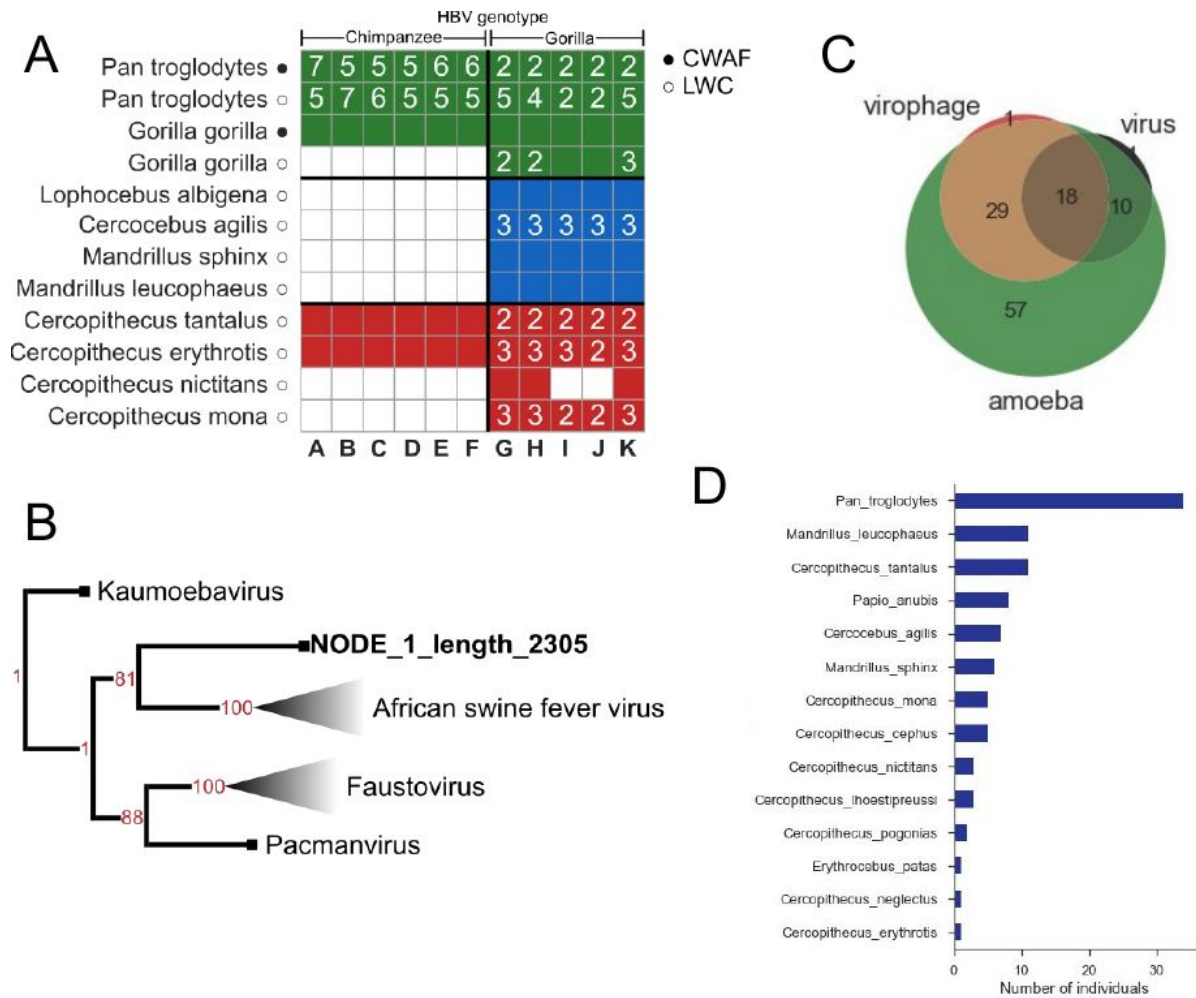 A
HBV genotype
Chimpanzee Gorilla
● CWAF
○ LWC
Pan troglodytes ● 7 5 5 5 6 6 2 2 2 2 2
Pan troglodytes ○ 5 7 6 5 5 5 5 4 2 2 5
Gorilla gorilla ●
Gorilla gorilla ○ 2 2 3
Lophocebus albigena ○
Cercocebus agilis ○ 3 3 3 3 3
Mandrillus sphinx ○
Mandrillus leucophaeus ○
Cercopithecus tantalus ○ 2 2 2 2 2
Cercopithecus erythrotis ○ 3 3 3 2 3
Cercopithecus nictitans ○
Cercopithecus mona ○ 3 3 2 2 3
A B C D E F G H I J K
B
Kaumoebavirus
NODE_1_length_2305
African swine fever virus
Faustovirus
Pacmanvirus
1
81
100
1
100
88
C
virophage
virus
1
29
18
10
57
amoeba
D
Pan_troglodytes
Mandrillus_leucophaeus
Cercopithecus_tantalus
Papio_anubis
Cercocebus_agilis
Mandrillus_sphinx
Cercopithecus_mona
Cercopithecus_cephus
Cercopithecus_nictitans
Cercopithecus_lhoestipreussi
Cercopithecus_pogonias
Erythrocebus_patas
Cercopithecus_neglectus
Cercopithecus_erythrotis
0 10 20 30
Number of individuals